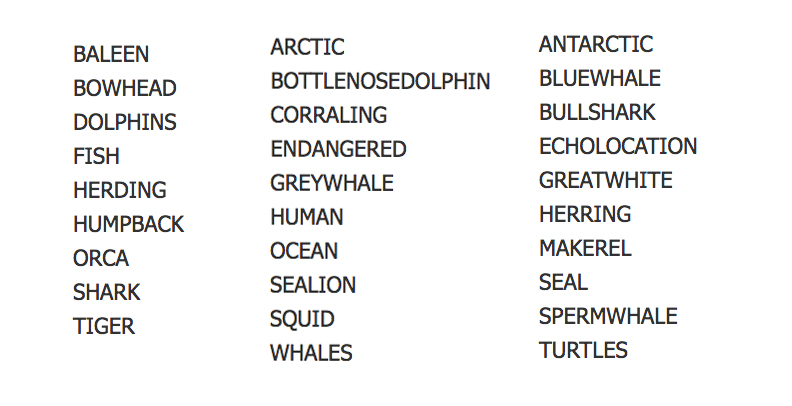 BALEEN
BOWHEAD
DOLPHINS
FISH
HERDING
HUMPBACK
ORCA
SHARK
TIGER
ARCTIC
BOTTLENOSEDOLPHIN
CORRALING
ENDANGERED
GREYWHALE
HUMAN
OCEAN
SEALION
SQUID
WHALES
ANTARCTIC
BLUEWHALE
BULLSHARK
ECHOLOCATION
GREATWHITE
HERRING
MAKEREL
SEAL
SPERMWHALE
TURTLES